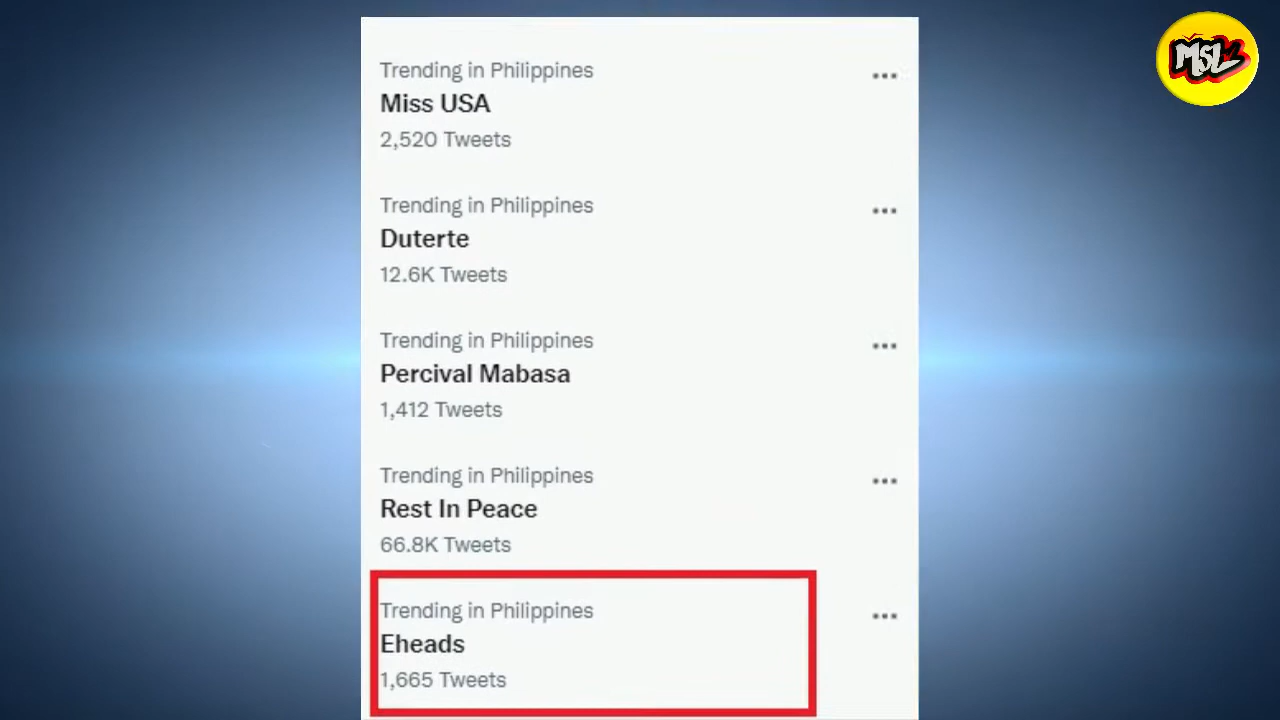 MSL
Trending in Philippines
Miss USA
2,520 Tweets
Trending in Philippines
Duterte
12.6K Tweets
Trending in Philippines
Percival Mabasa
1,412 Tweets
Trending in Philippines
Rest In Peace
66.8K Tweets
Trending in Philippines
Eheads
1,665 Tweets